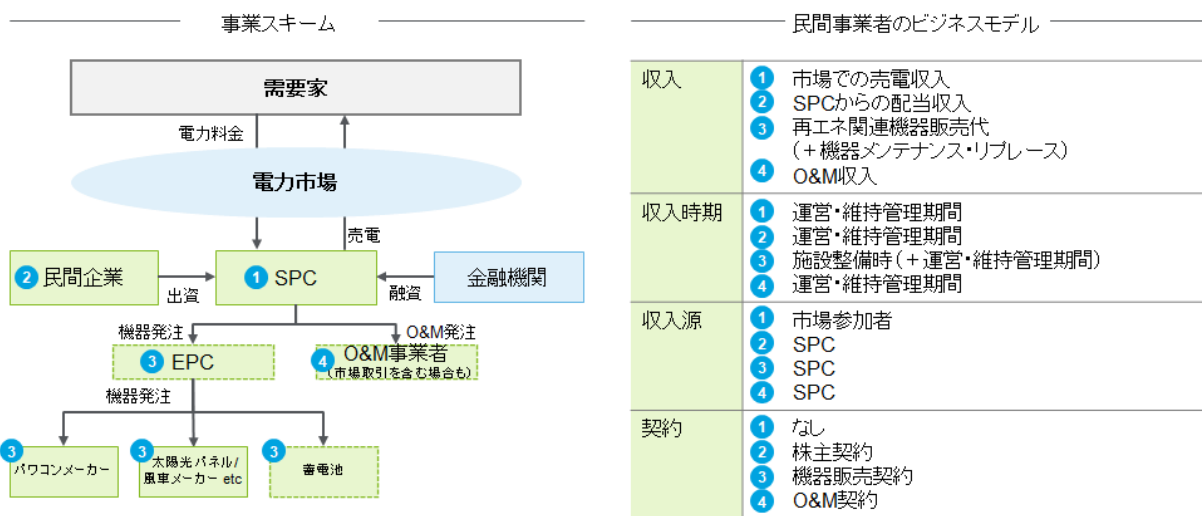 事業スキーム
需要家
電力料金
電力市場
売電
② 民間企業
出資
① SPC
融資
金融機関
機器発注
O&M発注
③ EPC
④ O&M事業者
(市場取引を含む場合も)
機器発注
③
パワコンメーカー
③
太陽光パネル/
風車メーカー etc
③
蓄電池
民間事業者のビジネスモデル
収入
① 市場での売電収入
② SPCからの配当収入
③ 再エネ関連機器販売代
(+機器メンテナンス・リプレース)
④ O&M収入
収入時期
① 運営・維持管理期間
② 運営・維持管理期間
③ 施設整備時(+運営・維持管理期間)
④ 運営・維持管理期間
収入源
① 市場参加者
② SPC
③ SPC
④ SPC
契約
① なし
② 株主契約
③ 機器販売契約
④ O&M契約